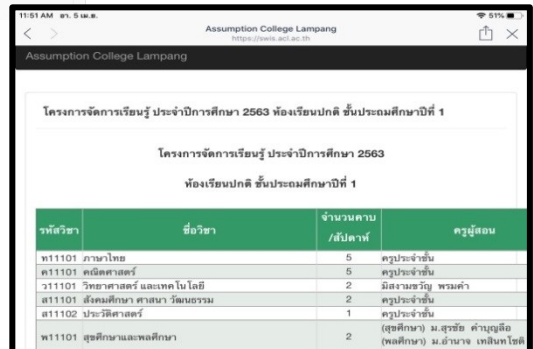 11:51 AM อา. 5 เม.ย.
51%
Assumption College Lampang
https://swis.acl.ac.th
Assumption College Lampang
โครงการจัดการเรียนรู้ ประจำปีการศึกษา 2563 ห้องเรียนปกติ ชั้นประถมศึกษาปีที่ 1
โครงการจัดการเรียนรู้ ประจำปีการศึกษา 2563
ห้องเรียนปกติ ชั้นประถมศึกษาปีที่ 1
รหัสวิชา ชื่อวิชา จำนวนคาบ /สัปดาห์ ครูผู้สอน
ท11101 ภาษาไทย 5 ครูประจำชั้น
ค11101 คณิตศาสตร์ 5 ครูประจำชั้น
ว11101 วิทยาศาสตร์ และเทคโนโลยี 2 มิสงามขวัญ พรมคำ
ส11101 สังคมศึกษา ศาสนา วัฒนธรรม 2 ครูประจำชั้น
ส11102 ประวัติศาสตร์ 1 ครูประจำชั้น
พ11101 สุขศึกษาและพลศึกษา 2 (สุขศึกษา) ม.สุรชัย คำบุญลือ
(พลศึกษา) ม.อำนาจ เทสินทโชติ